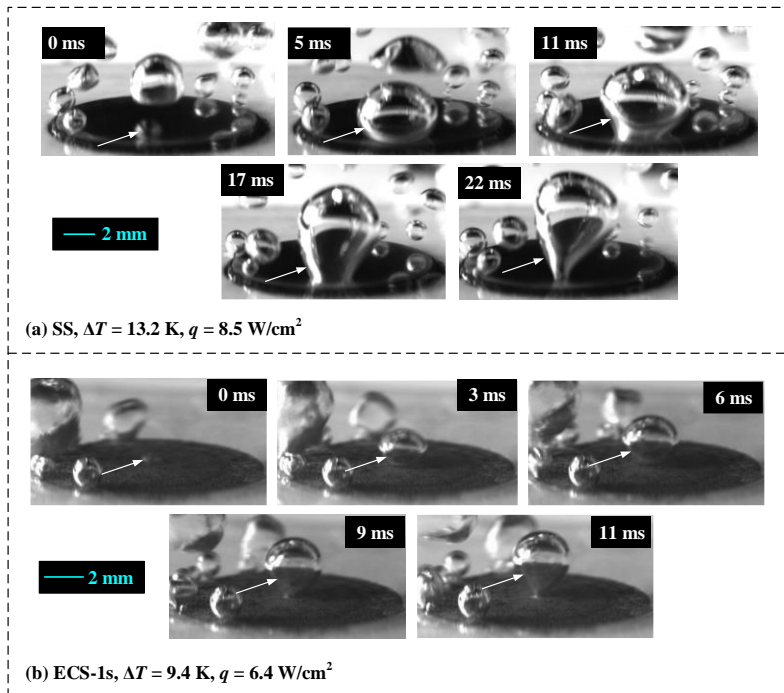 0 ms
5 ms
11 ms
17 ms
22 ms
2 mm
(a) SS, ΔT = 13.2 K, q = 8.5 W/cm²
0 ms
3 ms
6 ms
9 ms
11 ms
2 mm
(b) ECS-1s, ΔT = 9.4 K, q = 6.4 W/cm²